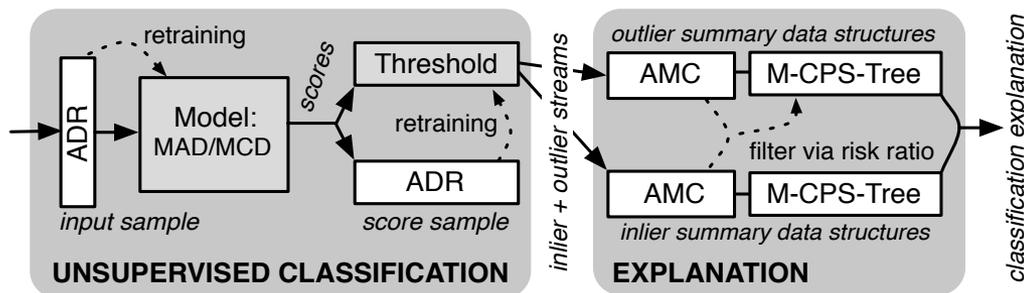 retraining
ADR
input sample
Model:
MAD/MCD
scores
Threshold
retraining
ADR
score sample
UNSUPERVISED CLASSIFICATION
inlier + outlier streams
outlier summary data structures
AMC
M-CPS-Tree
filter via risk ratio
AMC
M-CPS-Tree
inlier summary data structures
EXPLANATION
classification explanation